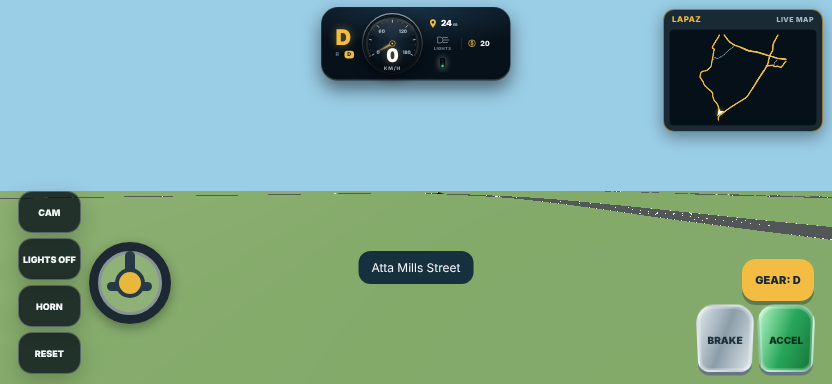 D
R D
60 120
180
0
KM/H
24 m
LIGHTS
20
LAPAZ LIVE MAP
CAM
LIGHTS OFF
HORN
RESET
Atta Mills Street
GEAR: D
BRAKE
ACCEL